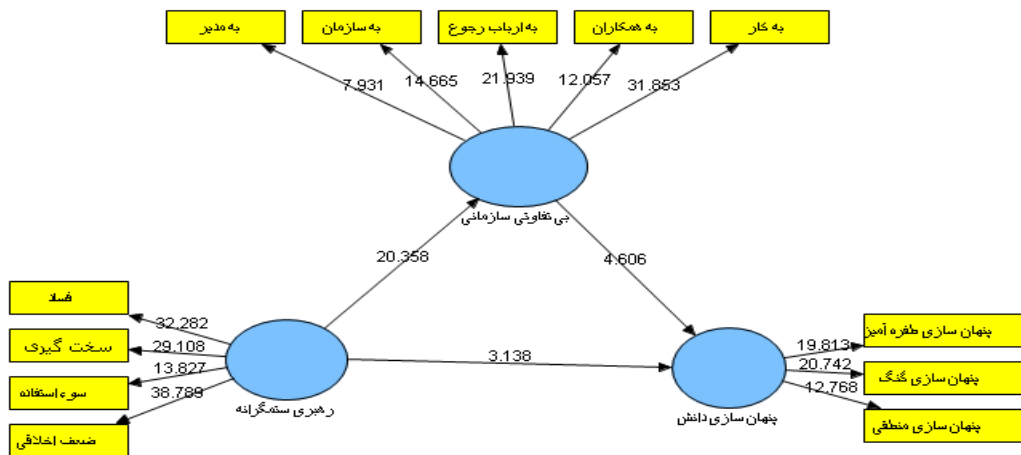 به مدیر
به سازمان
به ارباب رجوع
به همکاران
به کار
7.931
14.665
21.939
12.057
31.853
بی تفاوتی سازمانی
20.358
4.606
فساد
سخت گیری
سوء استفاده
ضعف اخلاقی
32.282
29.108
13.827
38.789
رهبری ستمگرانه
3.138
پنهان سازی دانش
19.813
20.742
12.768
پنهان سازی طفره آمیز
پنهان سازی گنگ
پنهان سازی منطقی